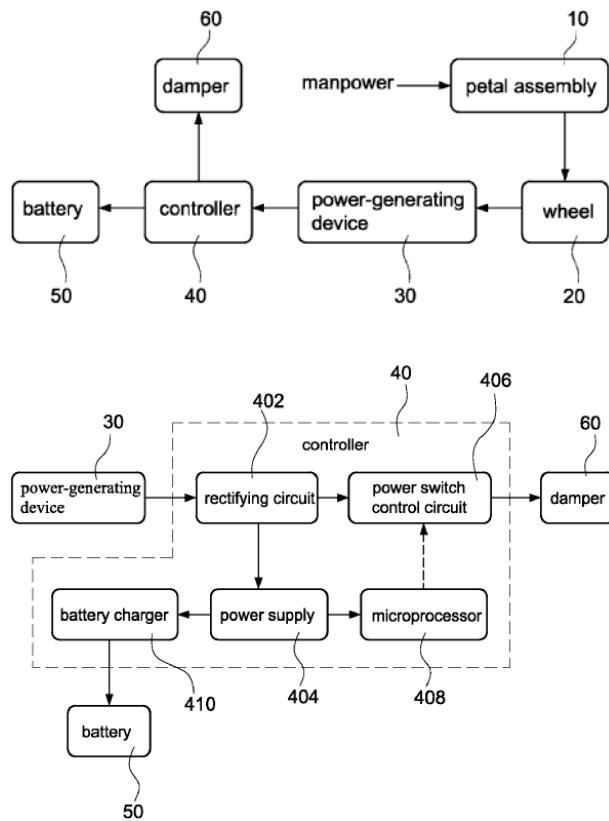 60
10
damper
manpower
petal assembly
battery
controller
power-generating
device
wheel
50
40
30
20
40
406
402
30
controller
60
power-generating
device
rectifying circuit
power switch
control circuit
damper
battery charger
power supply
microprocessor
410
404
408
battery
50